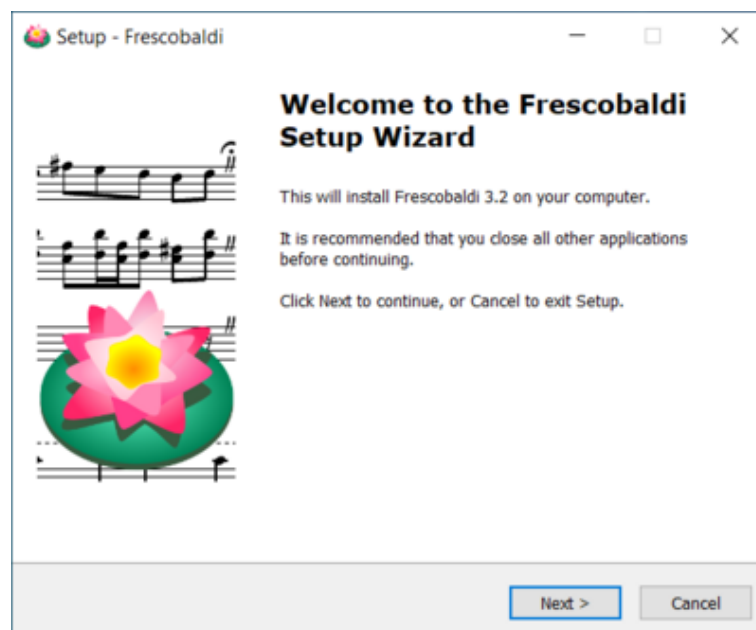 Setup - Frescobaldi
Welcome to the Frescobaldi
Setup Wizard
This will install Frescobaldi 3.2 on your computer.
It is recommended that you close all other applications
before continuing.
Click Next to continue, or Cancel to exit Setup.
Next >
Cancel